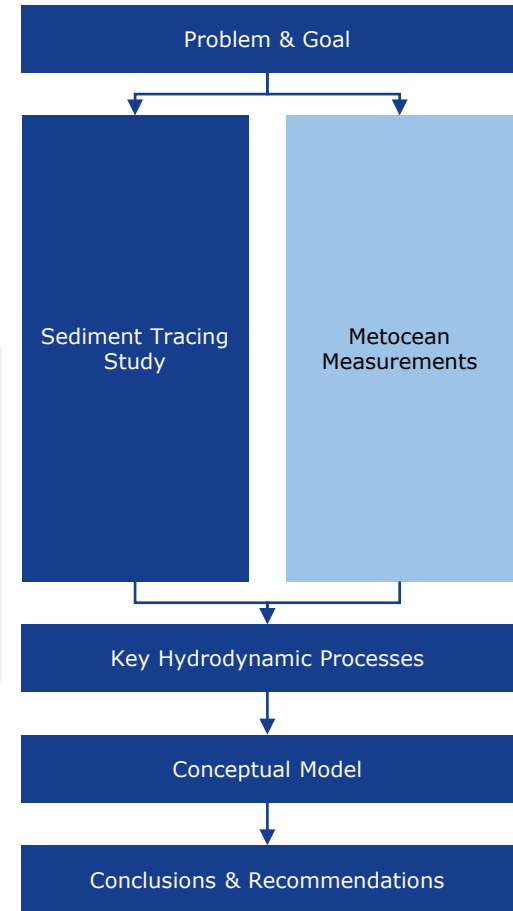 Problem & Goal
Sediment Tracing
Study
Metocean
Measurements
Key Hydrodynamic Processes
Conceptual Model
Conclusions & Recommendations